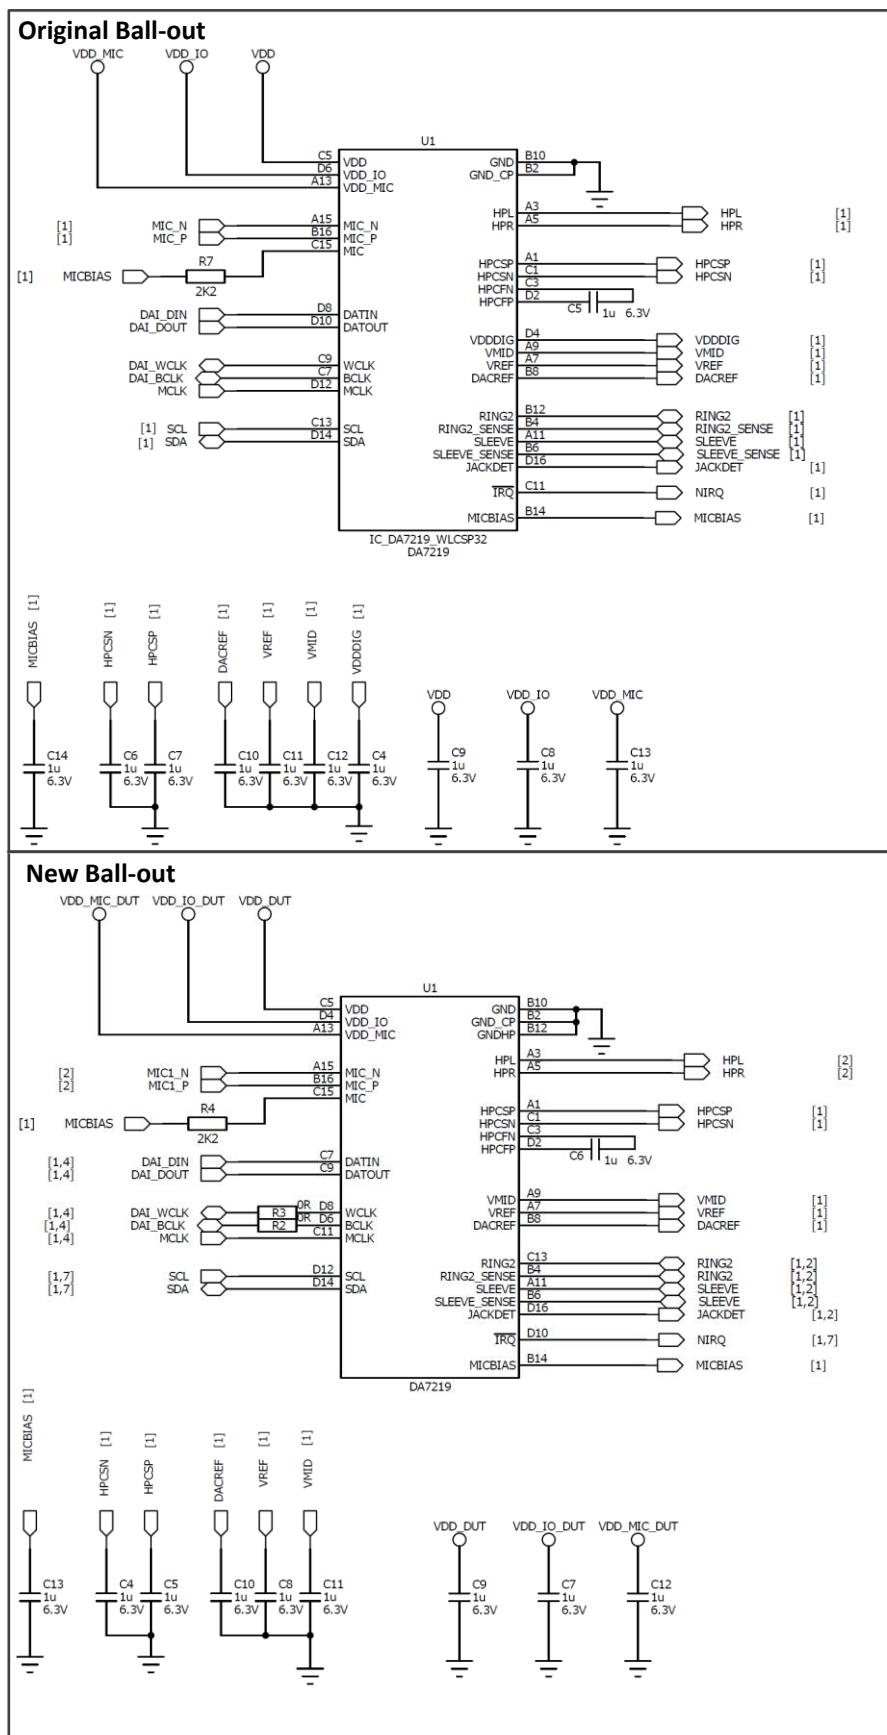 Original Ball-out
VDD_MIC VDD_IO VDD
U1
C5 VDD GND B10
D6 VDD_IO GND_CP B2
A13 VDD_MIC
HPL A3 HPL [1]
[1] MIC_N A15 MIC_N HPR A5 HPR [1]
[1] MIC_P B16 MIC_P
C15 MIC HPCSP A1 HPCSP [1]
[1] MICBIAS R7 2K2 HPCSN C1 HPCSN [1]
HPCFN C3
HPCFP D2 C5 1u 6.3V
DAI_DIN D8 DATIN
DAI_DOUT D10 DATOUT
VDDDIG D4 VDDDIG [1]
VMID A9 VMID [1]
DAI_WCLK C9 WCLK VREF A7 VREF [1]
DAI_BCLK C7 BCLK DACREF B8 DACREF [1]
MCLK D12 MCLK
RING2 B12 RING2 [1]
[1] SCL C13 SCL RING2_SENSE B4 RING2_SENSE [1]
[1] SDA D14 SDA SLEEVE A11 SLEEVE [1]
SLEEVE_SENSE B6 SLEEVE_SENSE [1]
JACKDET D16 JACKDET [1]
IRQ C11 NIRQ [1]
MICBIAS B14 MICBIAS [1]
IC_DA7219_WLCSP32
DA7219
MICBIAS [1]
HPCSN [1]
HPCSP [1]
DACREF [1]
VREF [1]
VMID [1]
VDDDIG [1]
VDD VDD_IO VDD_MIC
C14 C6 C7 C10 C11 C12 C4 C9 C8 C13
1u 1u 1u 1u 1u 1u 1u 1u 1u 1u
6.3V 6.3V 6.3V 6.3V 6.3V 6.3V 6.3V 6.3V 6.3V 6.3V
New Ball-out
VDD_MIC_DUT VDD_IO_DUT VDD_DUT
U1
C5 VDD GND B10
D4 VDD_IO GND_CP B2
A13 VDD_MIC GNDHP B12
HPL A3 HPL [2]
[2] MIC1_N A15 MIC_N HPR A5 HPR [2]
[2] MIC1_P B16 MIC_P
C15 MIC HPCSP A1 HPCSP [1]
[1] MICBIAS R4 2K2 HPCSN C1 HPCSN [1]
HPCFN C3
HPCFP D2 C6 1u 6.3V
[1,4] DAI_DIN C7 DATIN
[1,4] DAI_DOUT C9 DATOUT
VMID A9 VMID [1]
[1,4] DAI_WCLK R3 0R D8 WCLK VREF A7 VREF [1]
[1,4] DAI_BCLK R2 0R D6 BCLK DACREF B8 DACREF [1]
[1,4] MCLK C11 MCLK
RING2 C13 RING2 [1,2]
[1,7] SCL D12 SCL RING2_SENSE B4 RING2 [1,2]
[1,7] SDA D14 SDA SLEEVE A11 SLEEVE [1,2]
SLEEVE_SENSE B6 SLEEVE [1,2]
JACKDET D16 JACKDET [1,2]
IRQ D10 NIRQ [1,7]
MICBIAS B14 MICBIAS [1]
DA7219
MICBIAS [1]
HPCSN [1]
HPCSP [1]
DACREF [1]
VREF [1]
VMID [1]
VDD_DUT VDD_IO_DUT VDD_MIC_DUT
C13 C4 C5 C10 C8 C11 C9 C7 C12
1u 1u 1u 1u 1u 1u 1u 1u 1u
6.3V 6.3V 6.3V 6.3V 6.3V 6.3V 6.3V 6.3V 6.3V